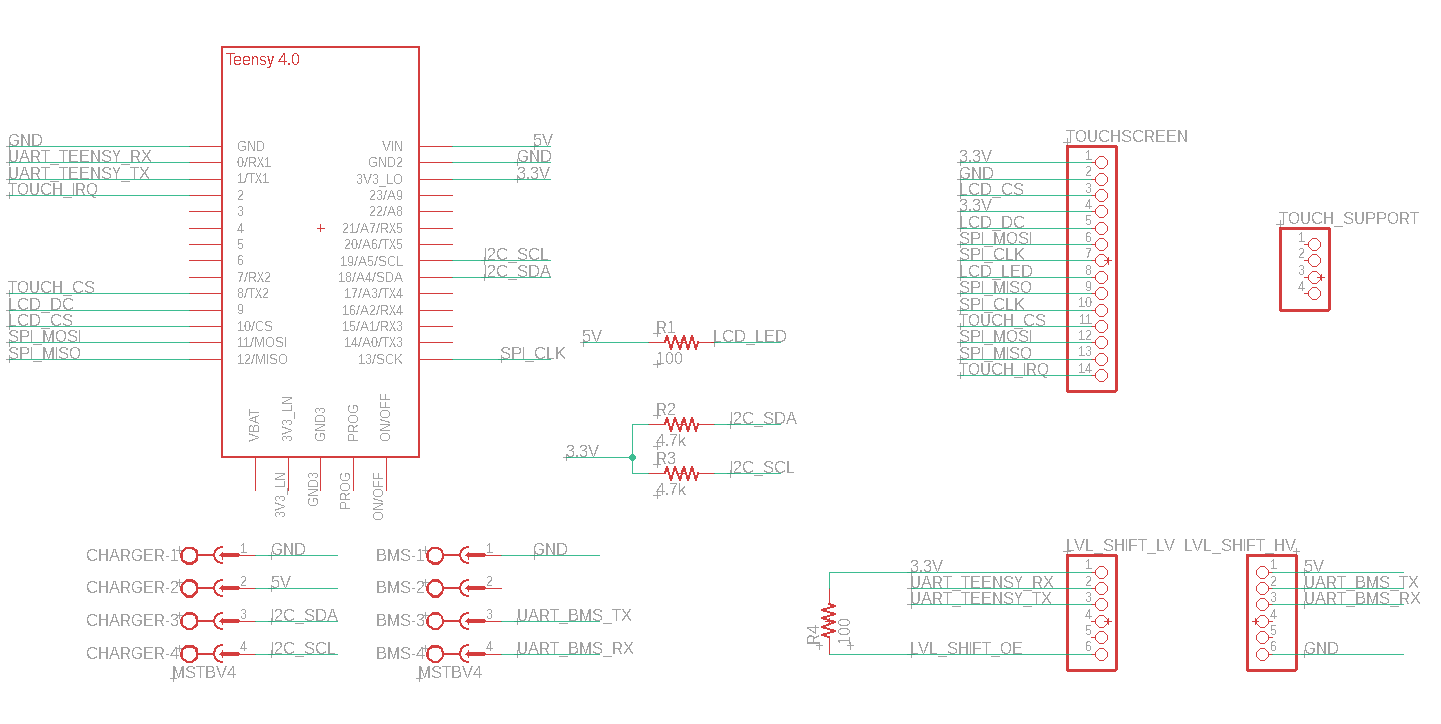 Teensy 4.0
GND
UART_TEENSY_RX
UART_TEENSY_TX
TOUCH_IRQ
TOUCH_CS
LCD_DC
LCD_CS
SPI_MOSI
SPI_MISO
GND
0/RX1
1/TX1
2
3
4
5
6
7/RX2
8/TX2
9
10/CS
11/MOSI
12/MISO
VIN
GND2
3V3_LO
23/A9
22/A8
21/A7/RX5
20/A6/TX5
19/A5/SCL
18/A4/SDA
17/A3/TX4
16/A2/RX4
15/A1/RX3
14/A0/TX3
13/SCK
5V
GND
3.3V
I2C_SCL
I2C_SDA
SPI_CLK
VBAT
3V3_LN
GND3
PROG
ON/OFF
3V3_LN
GND3
PROG
ON/OFF
5V
R1
100
LCD_LED
3.3V
R2
4.7k
I2C_SDA
R3
4.7k
I2C_SCL
TOUCHSCREEN
3.3V 1
GND 2
LCD_CS 3
3.3V 4
LCD_DC 5
SPI_MOSI 6
SPI_CLK 7
LCD_LED 8
SPI_MISO 9
SPI_CLK 10
TOUCH_CS 11
SPI_MOSI 12
SPI_MISO 13
TOUCH_IRQ 14
TOUCH_SUPPORT
1
2
3
4
CHARGER-1 1 GND
CHARGER-2 2 5V
CHARGER-3 3 I2C_SDA
CHARGER-4 4 I2C_SCL
MSTBV4
BMS-1 1 GND
BMS-2 2
BMS-3 3 UART_BMS_TX
BMS-4 4 UART_BMS_RX
MSTBV4
R4
100
LVL_SHIFT_LV
3.3V 1
UART_TEENSY_RX 2
UART_TEENSY_TX 3
4
5
LVL_SHIFT_OE 6
LVL_SHIFT_HV
1 5V
2 UART_BMS_TX
3 UART_BMS_RX
4
5
6 GND